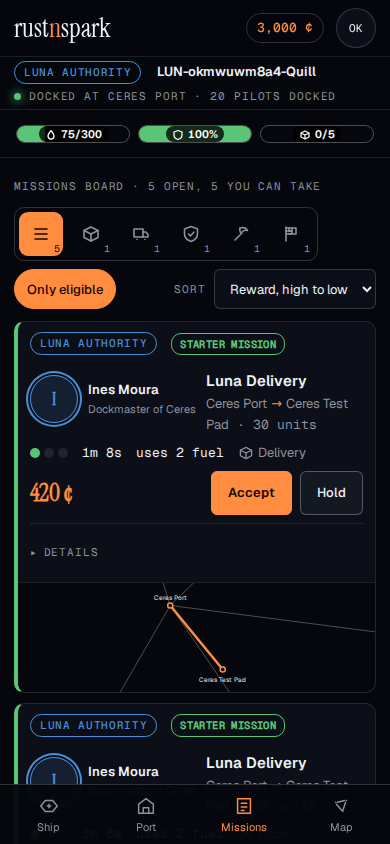 rustnspark
3,000 ¢
OK
LUNA AUTHORITY
LUN-okmwuwm8a4-Quill
DOCKED AT CERES PORT · 20 PILOTS DOCKED
75/300
100%
0/5
MISSIONS BOARD · 5 OPEN, 5 YOU CAN TAKE
5
1
1
1
1
1
Only eligible
SORT
Reward, high to low
LUNA AUTHORITY
STARTER MISSION
I
Ines Moura
Dockmaster of Ceres
Luna Delivery
Ceres Port → Ceres Test
Pad · 30 units
1m 8s
uses 2 fuel
Delivery
420 ¢
Accept
Hold
▸ DETAILS
Ceres Port
Ceres Test Pad
LUNA AUTHORITY
STARTER MISSION
I
Ines Moura
Luna Delivery
Ship
Port
Missions
Map